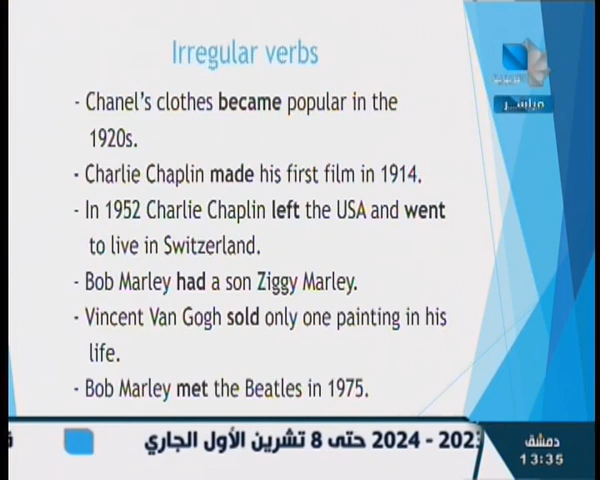 Irregular verbs
- Chanel's clothes became popular in the
1920s.
- Charlie Chaplin made his first film in 1914.
- In 1952 Charlie Chaplin left the USA and went
to live in Switzerland.
- Bob Marley had a son Ziggy Marley.
- Vincent Van Gogh sold only one painting in his
life.
- Bob Marley met the Beatles in 1975.
مباشر
2024 - 2023 حتى 8 تشرين الأول الجاري
دمشق
13:35